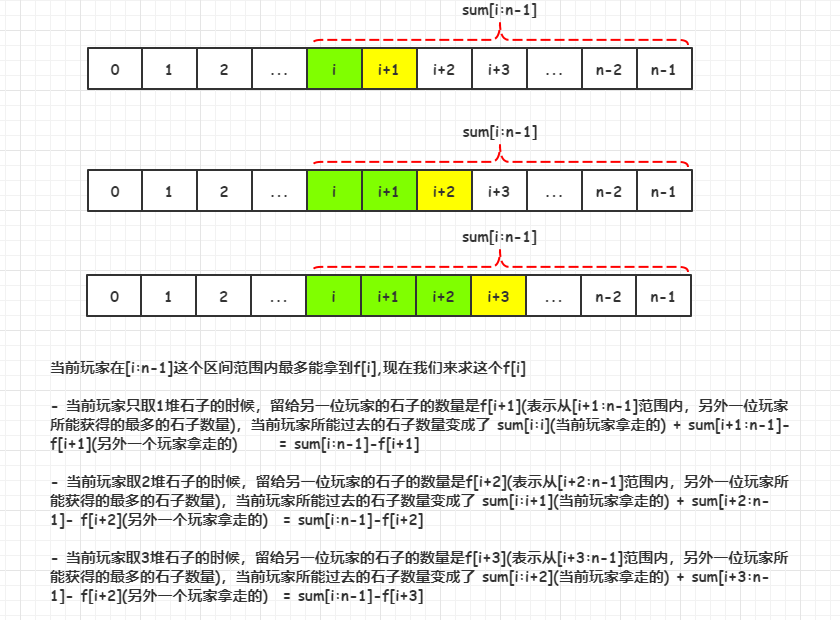 sum[i:n-1]
0 1 2 ... i i+1 i+2 i+3 ... n-2 n-1
sum[i:n-1]
0 1 2 ... i i+1 i+2 i+3 ... n-2 n-1
sum[i:n-1]
0 1 2 ... i i+1 i+2 i+3 ... n-2 n-1
当前玩家在[i:n-1]这个区间范围内最多能拿到f[i],现在我们来求这个f[i]
- 当前玩家只取1堆石子的时候，留给另一位玩家的石子的数量是f[i+1](表示从[i+1:n-1]范围内，另外一位玩家
所能获得的最多的石子数量)，当前玩家所能过去的石子数量变成了 sum[i:i](当前玩家拿走的) + sum[i+1:n-1]-
f[i+1](另外一个玩家拿走的) = sum[i:n-1]-f[i+1]
- 当前玩家取2堆石子的时候，留给另一位玩家的石子的数量是f[i+2](表示从[i+2:n-1]范围内，另外一位玩家所
能获得的最多的石子数量)，当前玩家所能过去的石子数量变成了 sum[i:i+1](当前玩家拿走的) + sum[i+2:n-
1]- f[i+2](另外一个玩家拿走的) = sum[i:n-1]-f[i+2]
- 当前玩家取3堆石子的时候，留给另一位玩家的石子的数量是f[i+3](表示从[i+3:n-1]范围内，另外一位玩家所
能获得的最多的石子数量)，当前玩家所能过去的石子数量变成了 sum[i:i+2](当前玩家拿走的) + sum[i+3:n-
1]- f[i+2](另外一个玩家拿走的) = sum[i:n-1]-f[i+3]